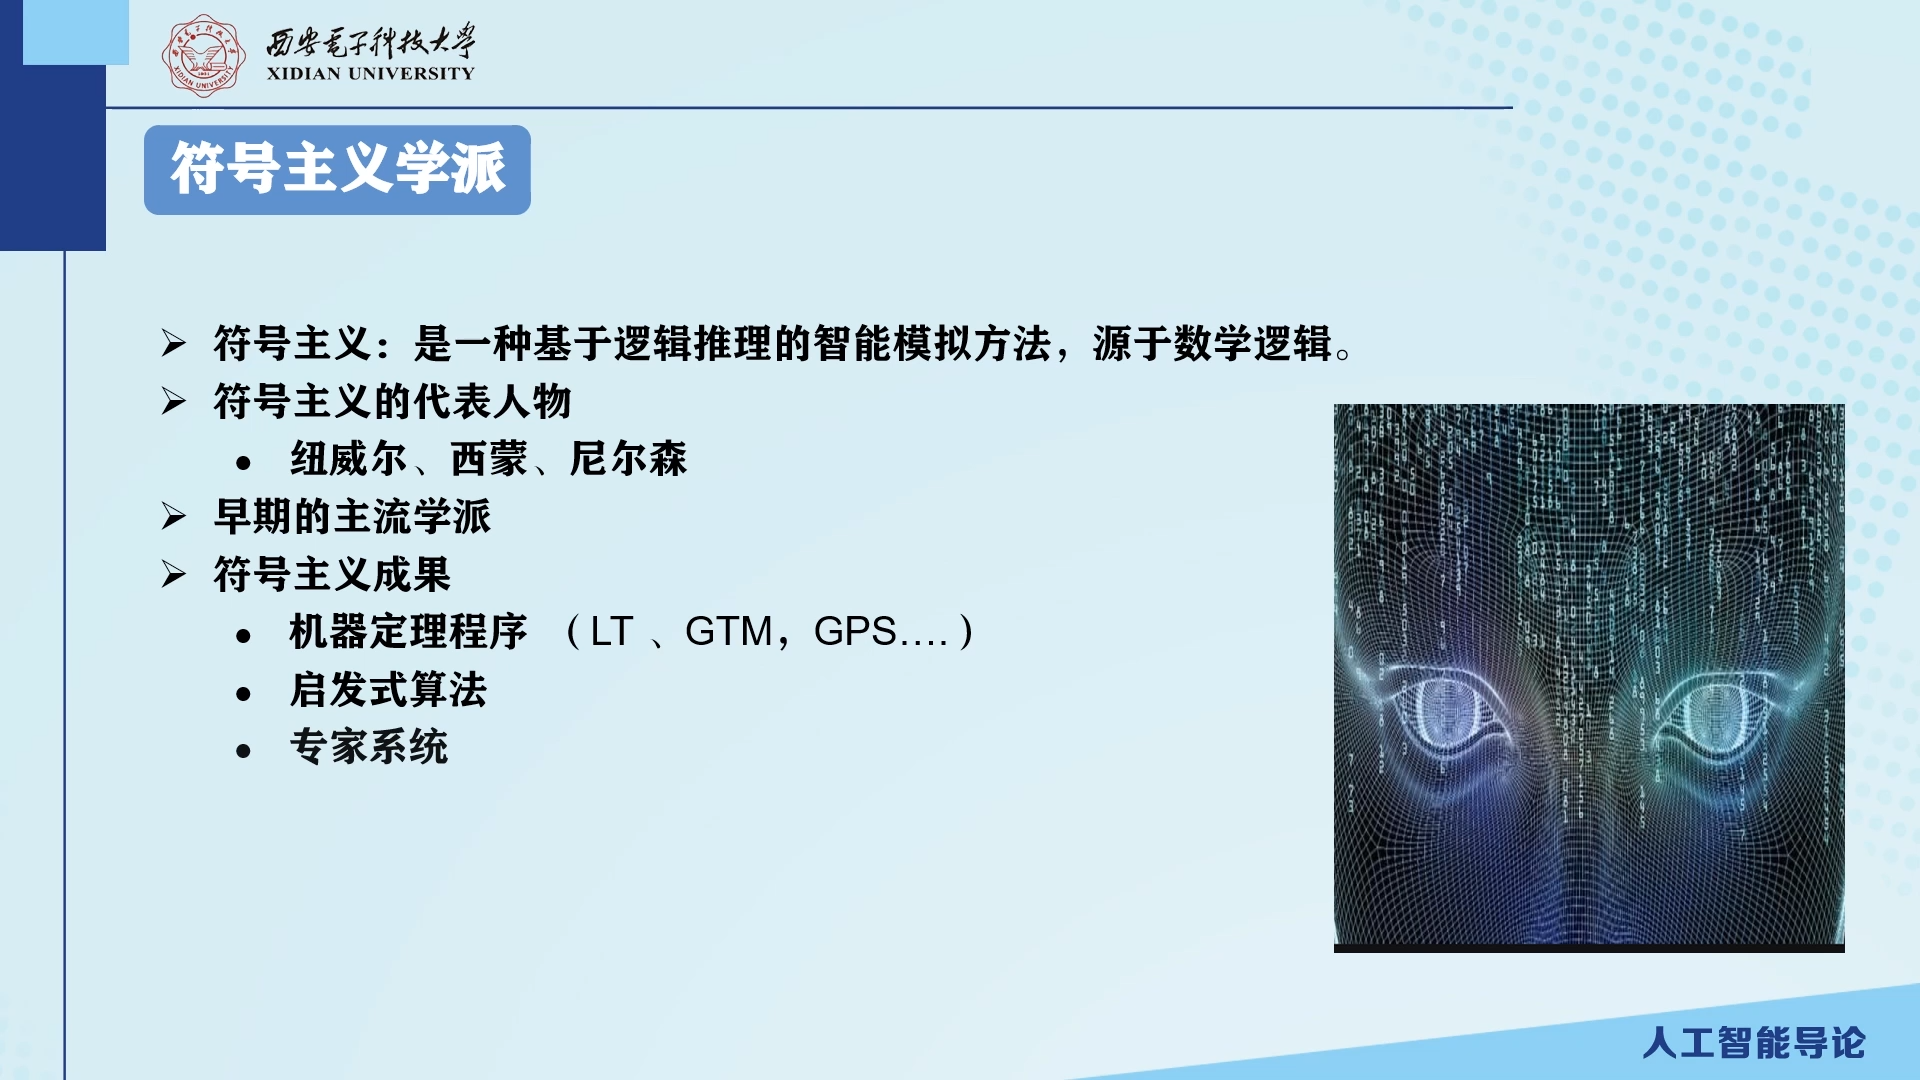 西安电子科技大学
XIDIAN UNIVERSITY
符号主义学派
➢ 符号主义：是一种基于逻辑推理的智能模拟方法，源于数学逻辑。
➢ 符号主义的代表人物
● 纽威尔、西蒙、尼尔森
➢ 早期的主流学派
➢ 符号主义成果
● 机器定理程序 （LT 、GTM，GPS….）
● 启发式算法
● 专家系统
人工智能导论